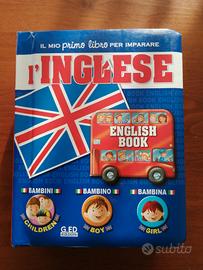 IL MIO primo libro PER IMPARARE
l'INGLESE
ENGLISH
BOOK
BAMBINI
BAMBINO
BAMBINA
CHILDREN
BOY
GIRL
G.ED
subito